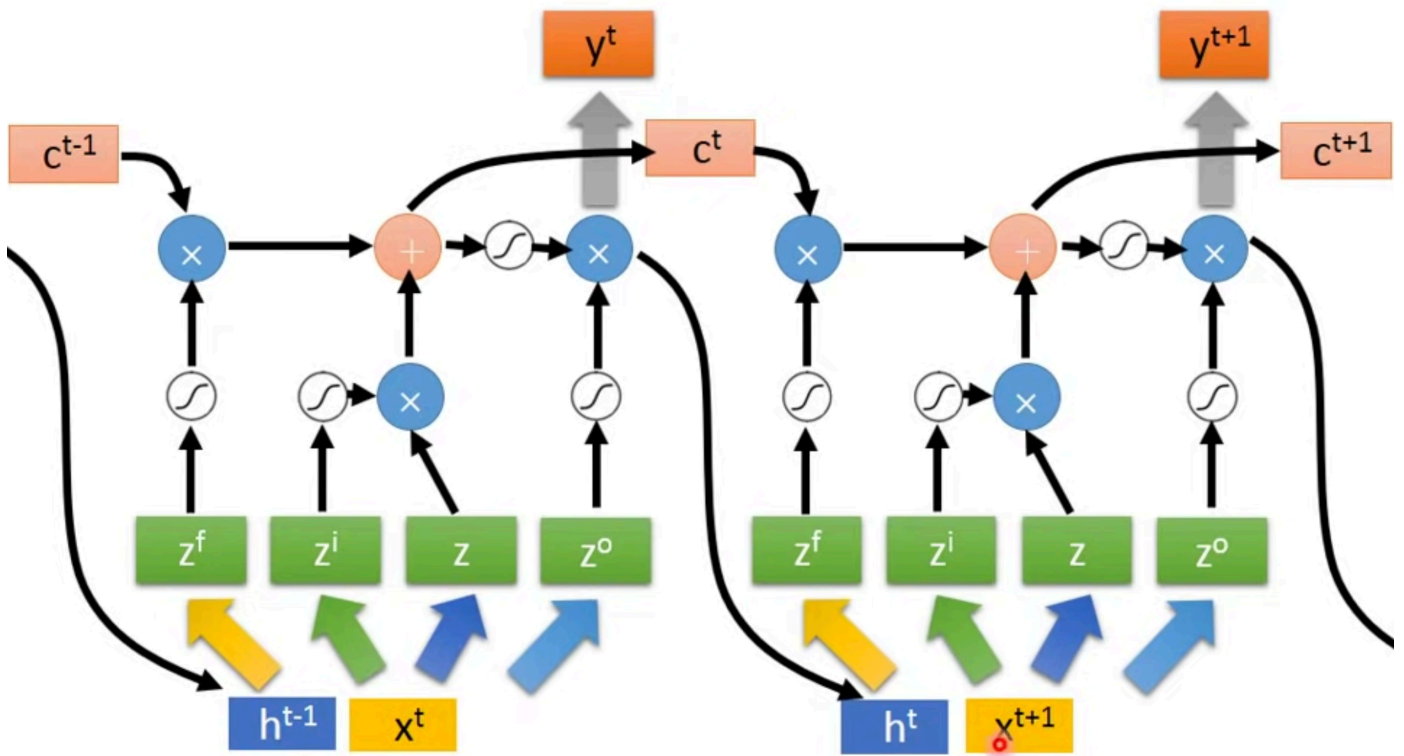 y^t
y^{t+1}
c^{t-1}
c^t
c^{t+1}
×
+
×
×
+
×
×
×
z^f
z^i
z
z^o
z^f
z^i
z
z^o
h^{t-1}
x^t
h^t
x^{t+1}